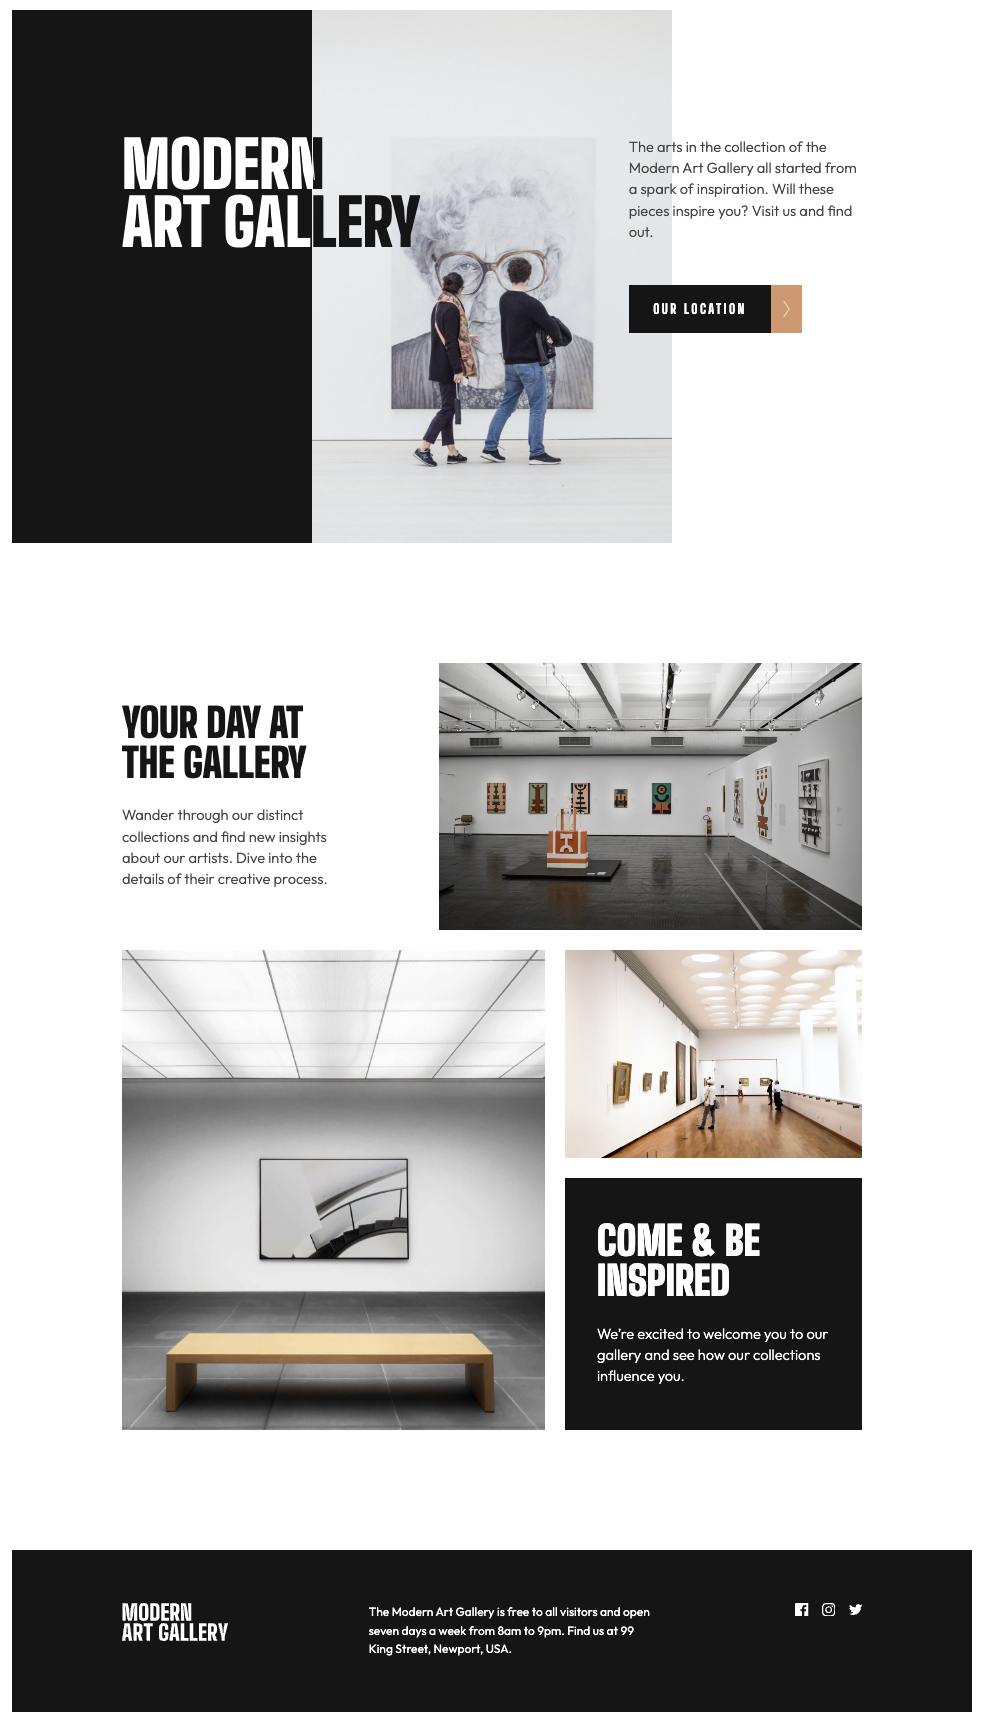 MODERN
ART GALLERY
The arts in the collection of the
Modern Art Gallery all started from
a spark of inspiration. Will these
pieces inspire you? Visit us and find
out.
OUR LOCATION
YOUR DAY AT
THE GALLERY
Wander through our distinct
collections and find new insights
about our artists. Dive into the
details of their creative process.
COME & BE
INSPIRED
We're excited to welcome you to our
gallery and see how our collections
influence you.
MODERN
ART GALLERY
The Modern Art Gallery is free to all visitors and open
seven days a week from 8am to 9pm. Find us at 99
King Street, Newport, USA.